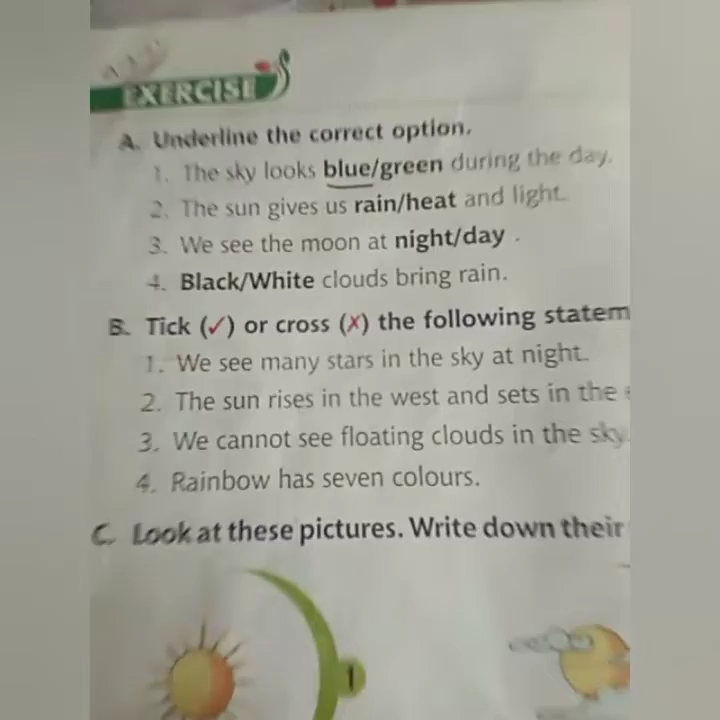 EXERCISE
A. Underline the correct option.
1. The sky looks blue/green during the day.
2. The sun gives us rain/heat and light.
3. We see the moon at night/day .
4. Black/White clouds bring rain.
B. Tick (✓) or cross (✗) the following statem
1. We see many stars in the sky at night.
2. The sun rises in the west and sets in the
3. We cannot see floating clouds in the sky.
4. Rainbow has seven colours.
C. Look at these pictures. Write down their
1